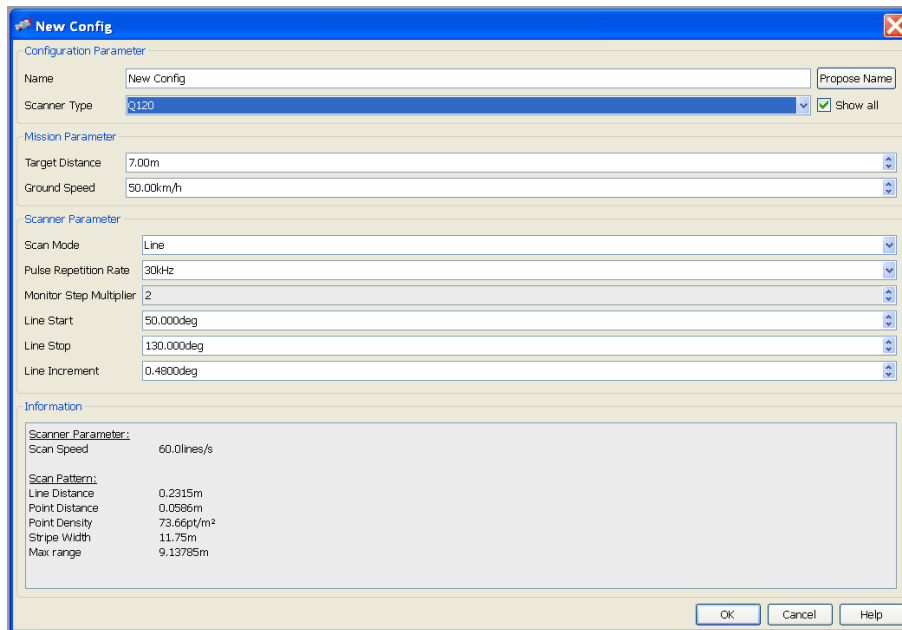 New Config
Configuration Parameter
Name New Config Propose Name
Scanner Type Q120 Show all
Mission Parameter
Target Distance 7.00m
Ground Speed 50.00km/h
Scanner Parameter
Scan Mode Line
Pulse Repetition Rate 30kHz
Monitor Step Multiplier 2
Line Start 50.000deg
Line Stop 130.000deg
Line Increment 0.4800deg
Information
Scanner Parameter:
Scan Speed 60.0lines/s
Scan Pattern:
Line Distance 0.2315m
Point Distance 0.0586m
Point Density 73.66pt/m²
Stripe Width 11.75m
Max range 9.13785m
OK Cancel Help